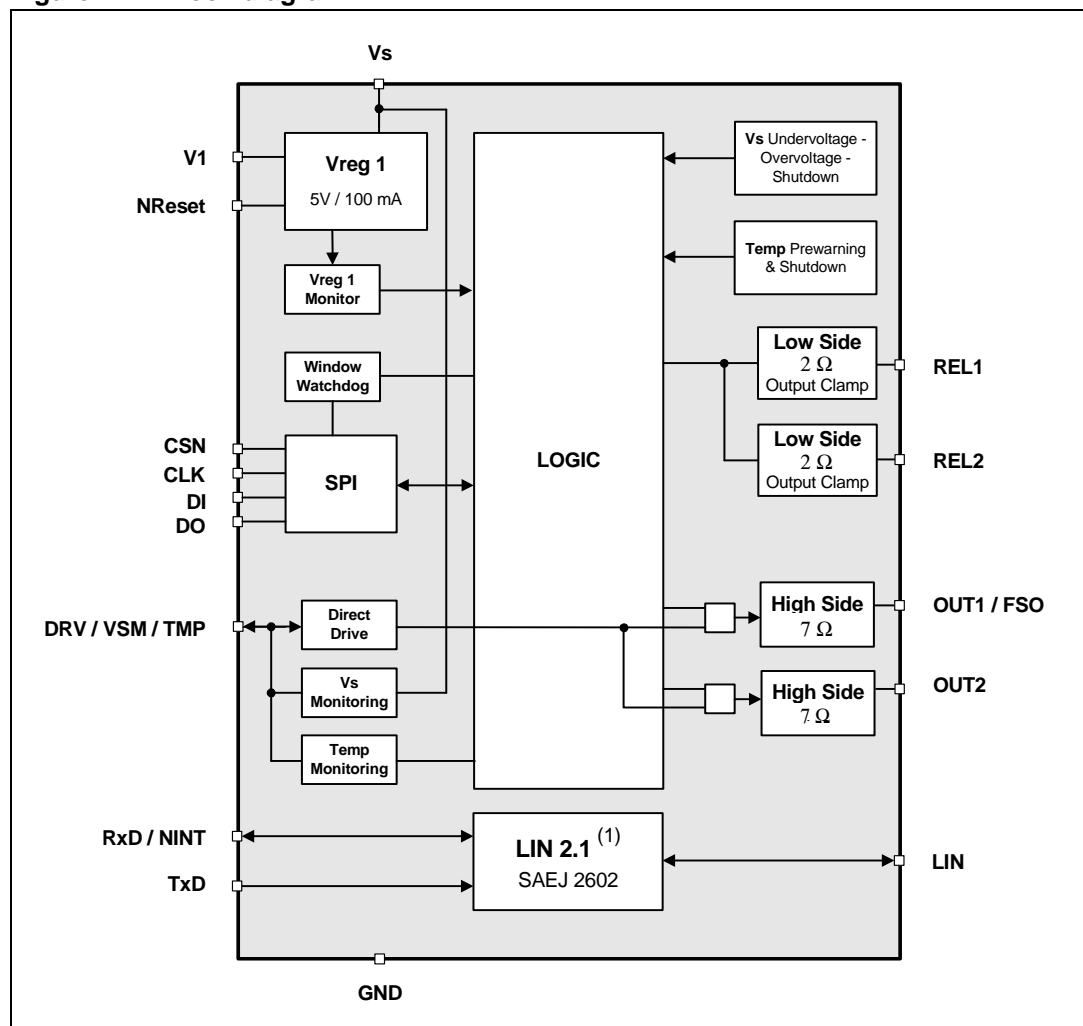 Vs
V1
NReset
Vreg 1
5V / 100 mA
Vreg 1
Monitor
Window
Watchdog
CSN
CLK
DI
DO
SPI
LOGIC
Vs Undervoltage -
Overvoltage -
Shutdown
Temp Prewarning
& Shutdown
Low Side
2 Ω
Output Clamp
REL1
Low Side
2 Ω
Output Clamp
REL2
DRV / VSM / TMP
Direct
Drive
Vs
Monitoring
Temp
Monitoring
High Side
7 Ω
OUT1 / FSO
High Side
7 Ω
OUT2
RxD / NINT
TxD
LIN 2.1 (1)
SAEJ 2602
LIN
GND